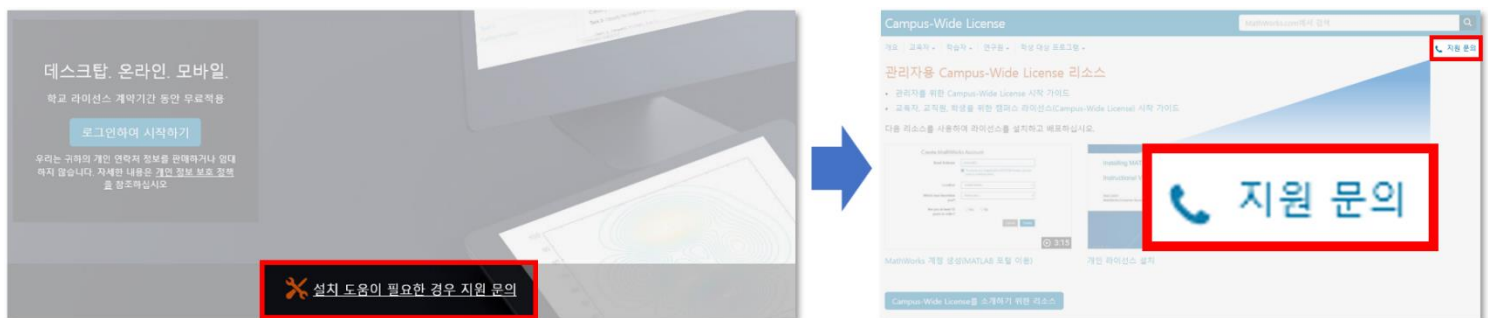 데스크탑. 온라인. 모바일.
학교 라이선스 계약기간 동안 무료적용
로그인하여 시작하기
우리는 귀하의 개인 연락처 정보를 판매하거나 임대
하지 않습니다. 자세한 내용은 개인 정보 보호 정책
을 참조하십시오
설치 도움이 필요한 경우 지원 문의
Campus-Wide License
MathWorks.com에서 검색
개요 교육자 학습자 연구원 학생 대상 프로그램
지원 문의
관리자용 Campus-Wide License 리소스
• 관리자를 위한 Campus-Wide License 시작 가이드
• 교육자, 교직원, 학생을 위한 캠퍼스 라이선스(Campus-Wide License) 시작 가이드
다음 리소스를 사용하여 라이선스를 설치하고 배포하십시오.
Create MathWorks Account
3:15
Installing MAT
Instructional
지원 문의
MathWorks 계정 생성(MATLAB 포털 이용)
개인 라이선스 설치
Campus-Wide License를 소개하기 위한 리소스